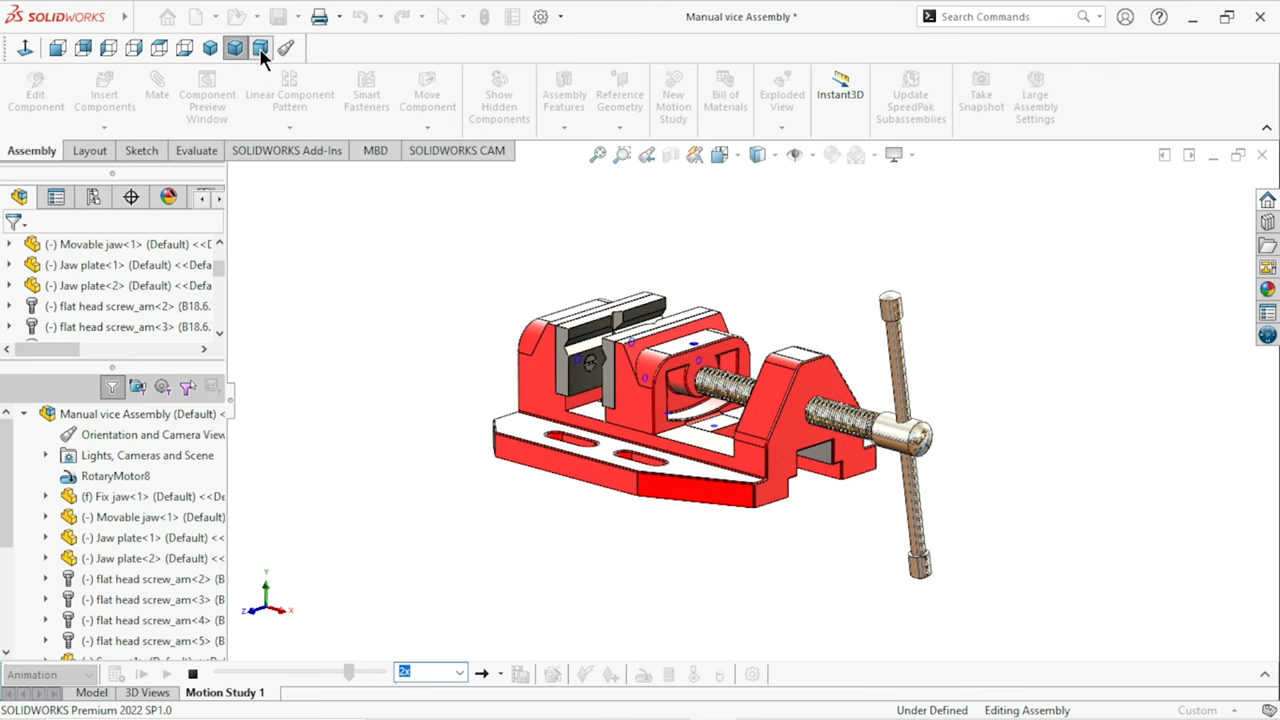 SOLIDWORKS
Manual vice Assembly *
Search Commands
Edit Component
Insert Components
Mate
Component Preview Window
Linear Component Pattern
Smart Fasteners
Move Component
Show Hidden Components
Assembly Features
Reference Geometry
New Motion Study
Bill of Materials
Exploded View
Instant3D
Update SpeedPak Subassemblies
Take Snapshot
Large Assembly Settings
Assembly
Layout
Sketch
Evaluate
SOLIDWORKS Add-Ins
MBD
SOLIDWORKS CAM
(-) Movable jaw<1> (Default) <<D
(-) Jaw plate<1> (Default) <<Defa
(-) Jaw plate<2> (Default) <<Defa
(-) flat head screw_am<2> (B18.6.
(-) flat head screw_am<3> (B18.6.
Manual vice Assembly (Default) <
Orientation and Camera View
Lights, Cameras and Scene
RotaryMotor8
(f) Fix jaw<1> (Default) <<De
(-) Movable jaw<1> (Default)
(-) Jaw plate<1> (Default) <<
(-) Jaw plate<2> (Default) <<
(-) flat head screw_am<2> (B
(-) flat head screw_am<3> (B
(-) flat head screw_am<4> (B
(-) flat head screw_am<5> (B
Y
Z
X
Animation
2x
Model
3D Views
Motion Study 1
SOLIDWORKS Premium 2022 SP1.0
Under Defined
Editing Assembly
Custom